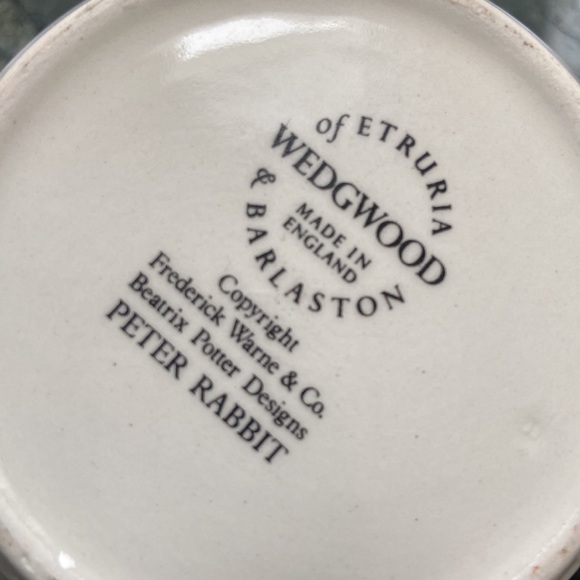 of ETRURIA
WEDGWOOD
MADE IN
ENGLAND
& BARLASTON
Copyright
Frederick Warne & Co.
Beatrix Potter Designs
PETER RABBIT